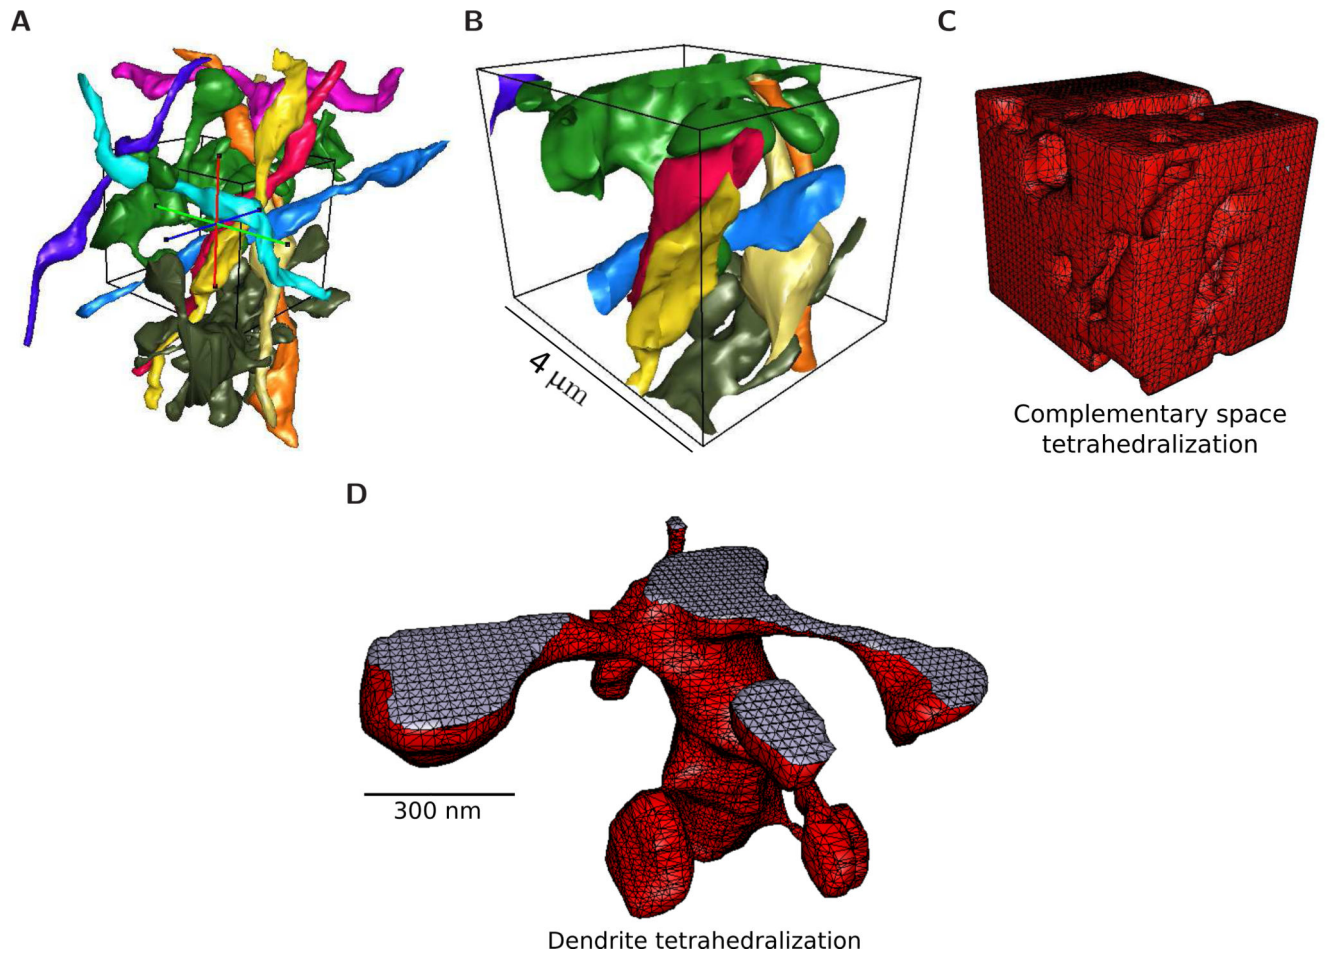 A
B
C
4 μm
Complementary space
tetrahedralization
D
300 nm
Dendrite tetrahedralization